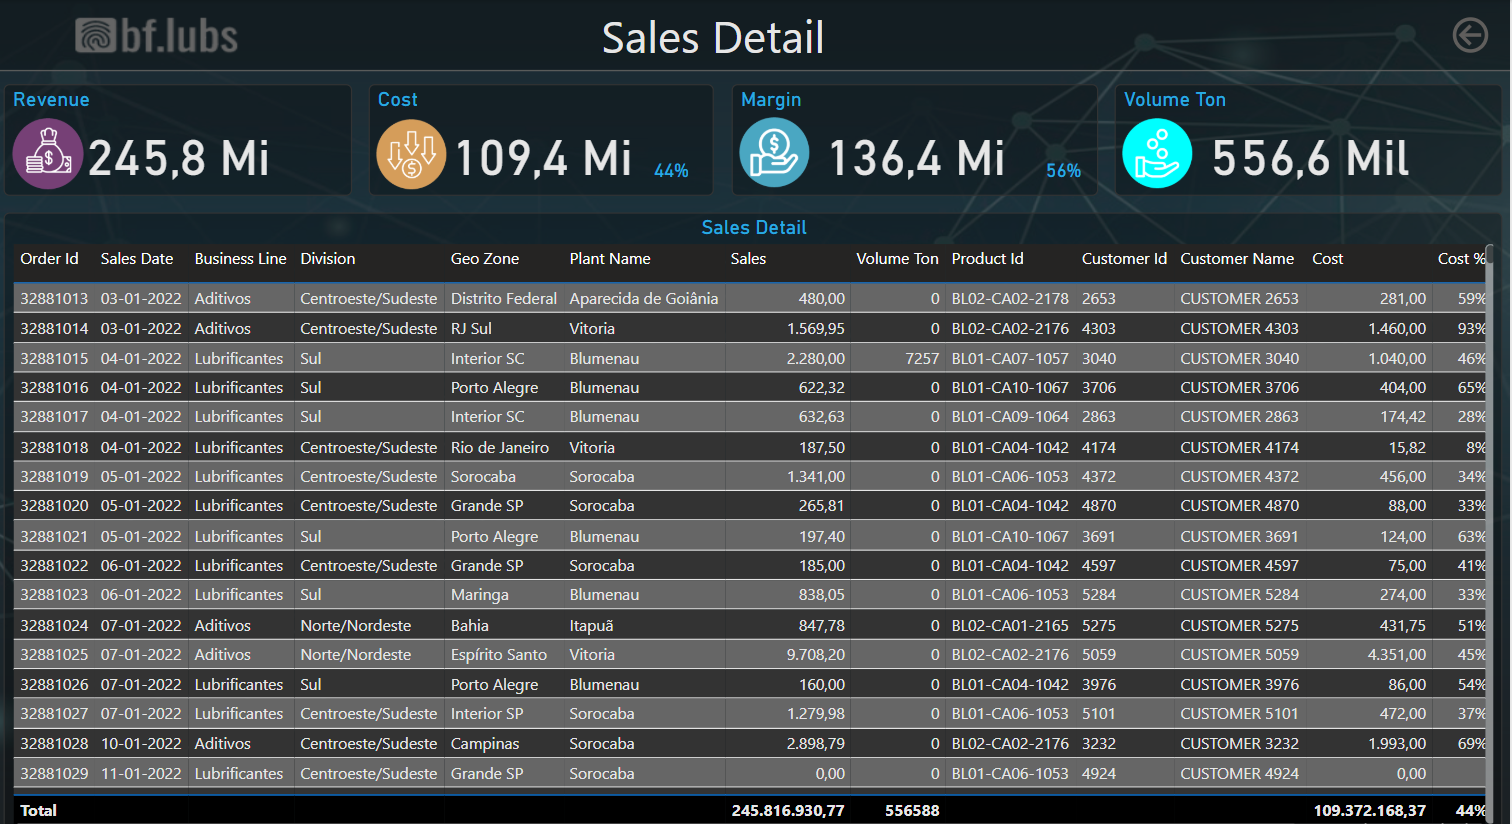 bf.lubs
Sales Detail
Revenue
245,8 Mi
Cost
109,4 Mi 44%
Margin
136,4 Mi 56%
Volume Ton
556,6 Mil
Sales Detail
Order Id Sales Date Business Line Division Geo Zone Plant Name Sales Volume Ton Product Id Customer Id Customer Name Cost Cost %
32881013 03-01-2022 Aditivos Centroeste/Sudeste Distrito Federal Aparecida de Goiânia 480,00 0 BL02-CA02-2178 2653 CUSTOMER 2653 281,00 59%
32881014 03-01-2022 Aditivos Centroeste/Sudeste RJ Sul Vitoria 1.569,95 0 BL02-CA02-2176 4303 CUSTOMER 4303 1.460,00 93%
32881015 04-01-2022 Lubrificantes Sul Interior SC Blumenau 2.280,00 7257 BL01-CA07-1057 3040 CUSTOMER 3040 1.040,00 46%
32881016 04-01-2022 Lubrificantes Sul Porto Alegre Blumenau 622,32 0 BL01-CA10-1067 3706 CUSTOMER 3706 404,00 65%
32881017 04-01-2022 Lubrificantes Sul Interior SC Blumenau 632,63 0 BL01-CA09-1064 2863 CUSTOMER 2863 174,42 28%
32881018 04-01-2022 Lubrificantes Centroeste/Sudeste Rio de Janeiro Vitoria 187,50 0 BL01-CA04-1042 4174 CUSTOMER 4174 15,82 8%
32881019 05-01-2022 Lubrificantes Centroeste/Sudeste Sorocaba Sorocaba 1.341,00 0 BL01-CA06-1053 4372 CUSTOMER 4372 456,00 34%
32881020 05-01-2022 Lubrificantes Centroeste/Sudeste Grande SP Sorocaba 265,81 0 BL01-CA04-1042 4870 CUSTOMER 4870 88,00 33%
32881021 05-01-2022 Lubrificantes Sul Porto Alegre Blumenau 197,40 0 BL01-CA10-1067 3691 CUSTOMER 3691 124,00 63%
32881022 06-01-2022 Lubrificantes Centroeste/Sudeste Grande SP Sorocaba 185,00 0 BL01-CA04-1042 4597 CUSTOMER 4597 75,00 41%
32881023 06-01-2022 Lubrificantes Sul Maringa Blumenau 838,05 0 BL01-CA06-1053 5284 CUSTOMER 5284 274,00 33%
32881024 07-01-2022 Aditivos Norte/Nordeste Bahia Itapuã 847,78 0 BL02-CA01-2165 5275 CUSTOMER 5275 431,75 51%
32881025 07-01-2022 Aditivos Norte/Nordeste Espírito Santo Vitoria 9.708,20 0 BL02-CA02-2176 5059 CUSTOMER 5059 4.351,00 45%
32881026 07-01-2022 Lubrificantes Sul Porto Alegre Blumenau 160,00 0 BL01-CA04-1042 3976 CUSTOMER 3976 86,00 54%
32881027 07-01-2022 Lubrificantes Centroeste/Sudeste Interior SP Sorocaba 1.279,98 0 BL01-CA06-1053 5101 CUSTOMER 5101 472,00 37%
32881028 10-01-2022 Aditivos Centroeste/Sudeste Campinas Sorocaba 2.898,79 0 BL02-CA02-2176 3232 CUSTOMER 3232 1.993,00 69%
32881029 11-01-2022 Lubrificantes Centroeste/Sudeste Grande SP Sorocaba 0,00 0 BL01-CA06-1053 4924 CUSTOMER 4924 0,00
Total 245.816.930,77 556588 109.372.168,37 44%